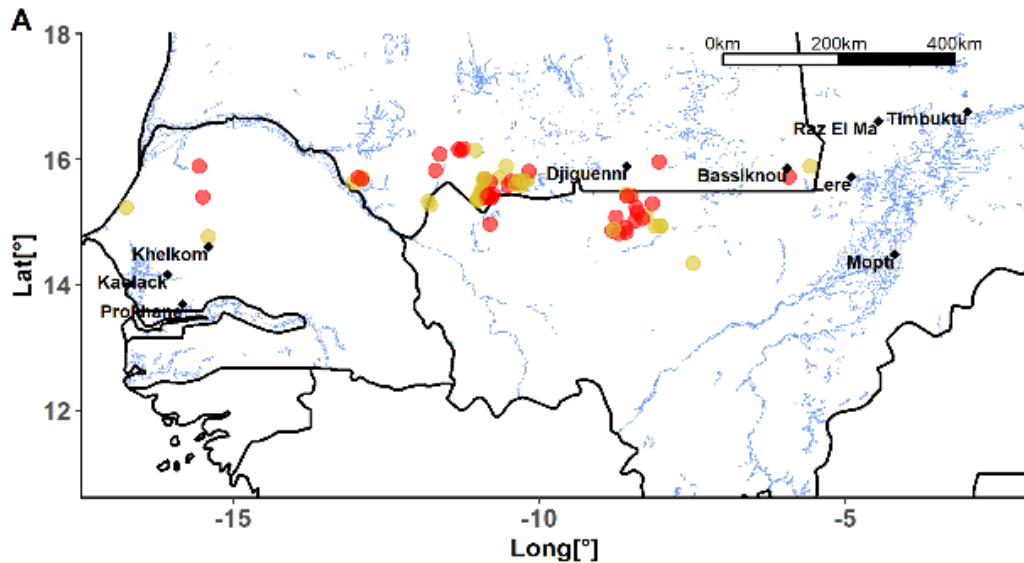 A
18
0km 200km 400km
Raz El Ma Timbuktu
16
Djiguenni Bassiknou Lere
Khelkom
Mopti
14
Kaolack
Prokhane
12
Lat[°]
-15 -10 -5
Long[°]